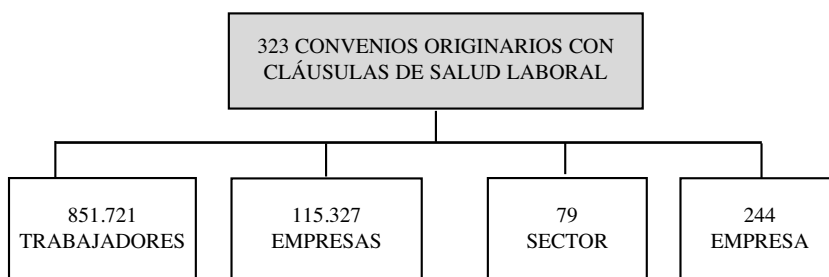 323 CONVENIOS ORIGINARIOS CON
CLÁUSULAS DE SALUD LABORAL
851.721
TRABAJADORES
115.327
EMPRESAS
79
SECTOR
244
EMPRESA